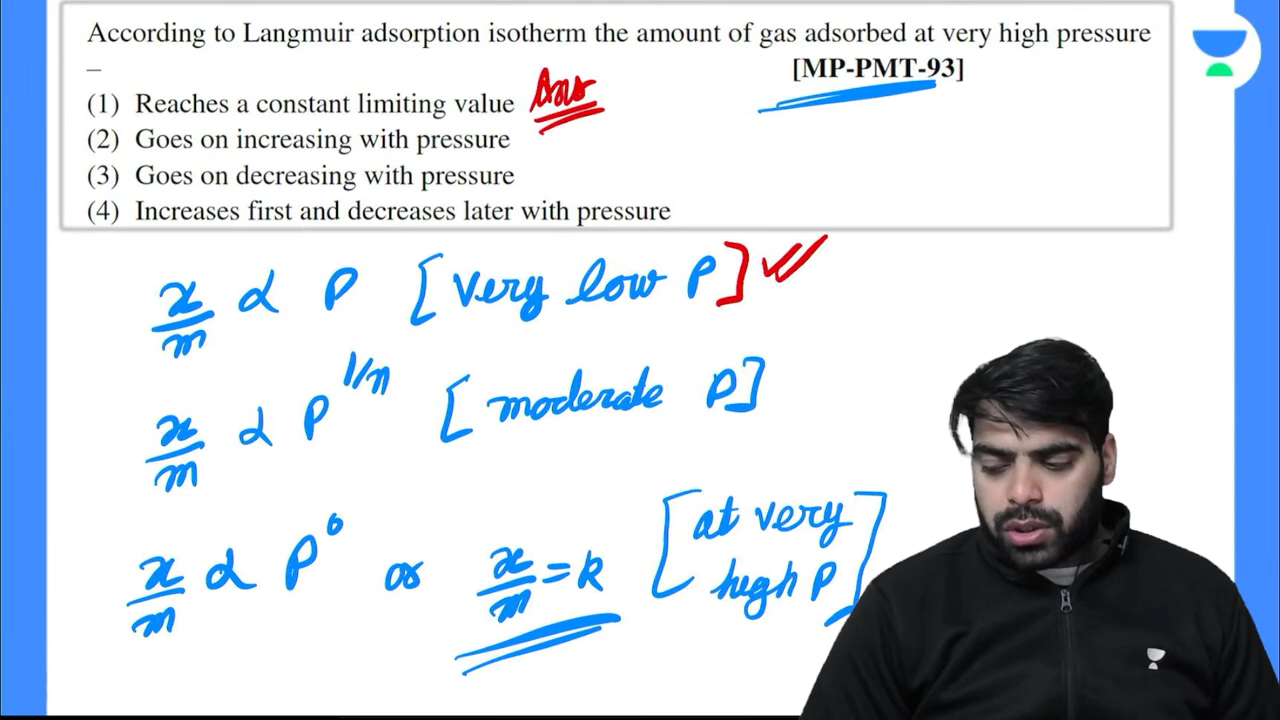 According to Langmuir adsorption isotherm the amount of gas adsorbed at very high pressure
– [MP-PMT-93]
(1) Reaches a constant limiting value Ans
(2) Goes on increasing with pressure
(3) Goes on decreasing with pressure
(4) Increases first and decreases later with pressure
x/m ∝ P [very low P]
x/m ∝ P^1/n [moderate P]
x/m ∝ P^0 or x/m = k [at very high P]